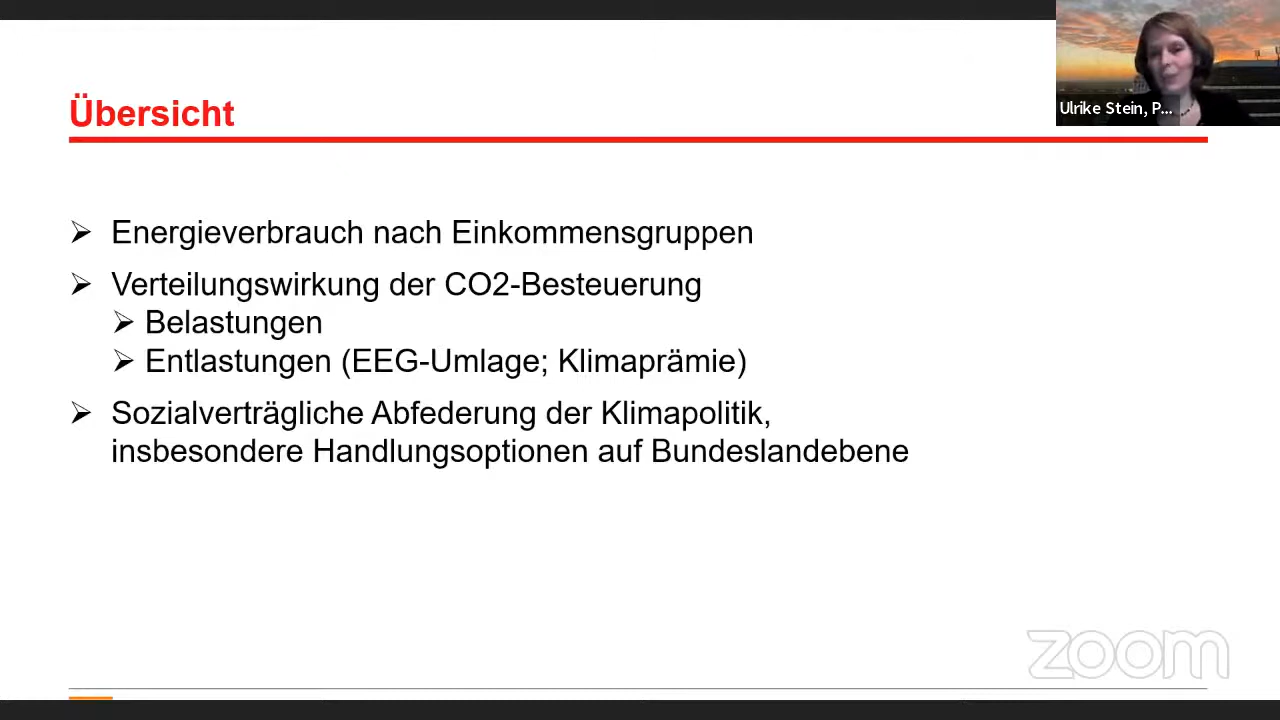 Übersicht
Ulrike Stein, P...
Energieverbrauch nach Einkommensgruppen
Verteilungswirkung der CO2-Besteuerung
Belastungen
Entlastungen (EEG-Umlage; Klimaprämie)
Sozialverträgliche Abfederung der Klimapolitik,
insbesondere Handlungsoptionen auf Bundeslandebene
zoom